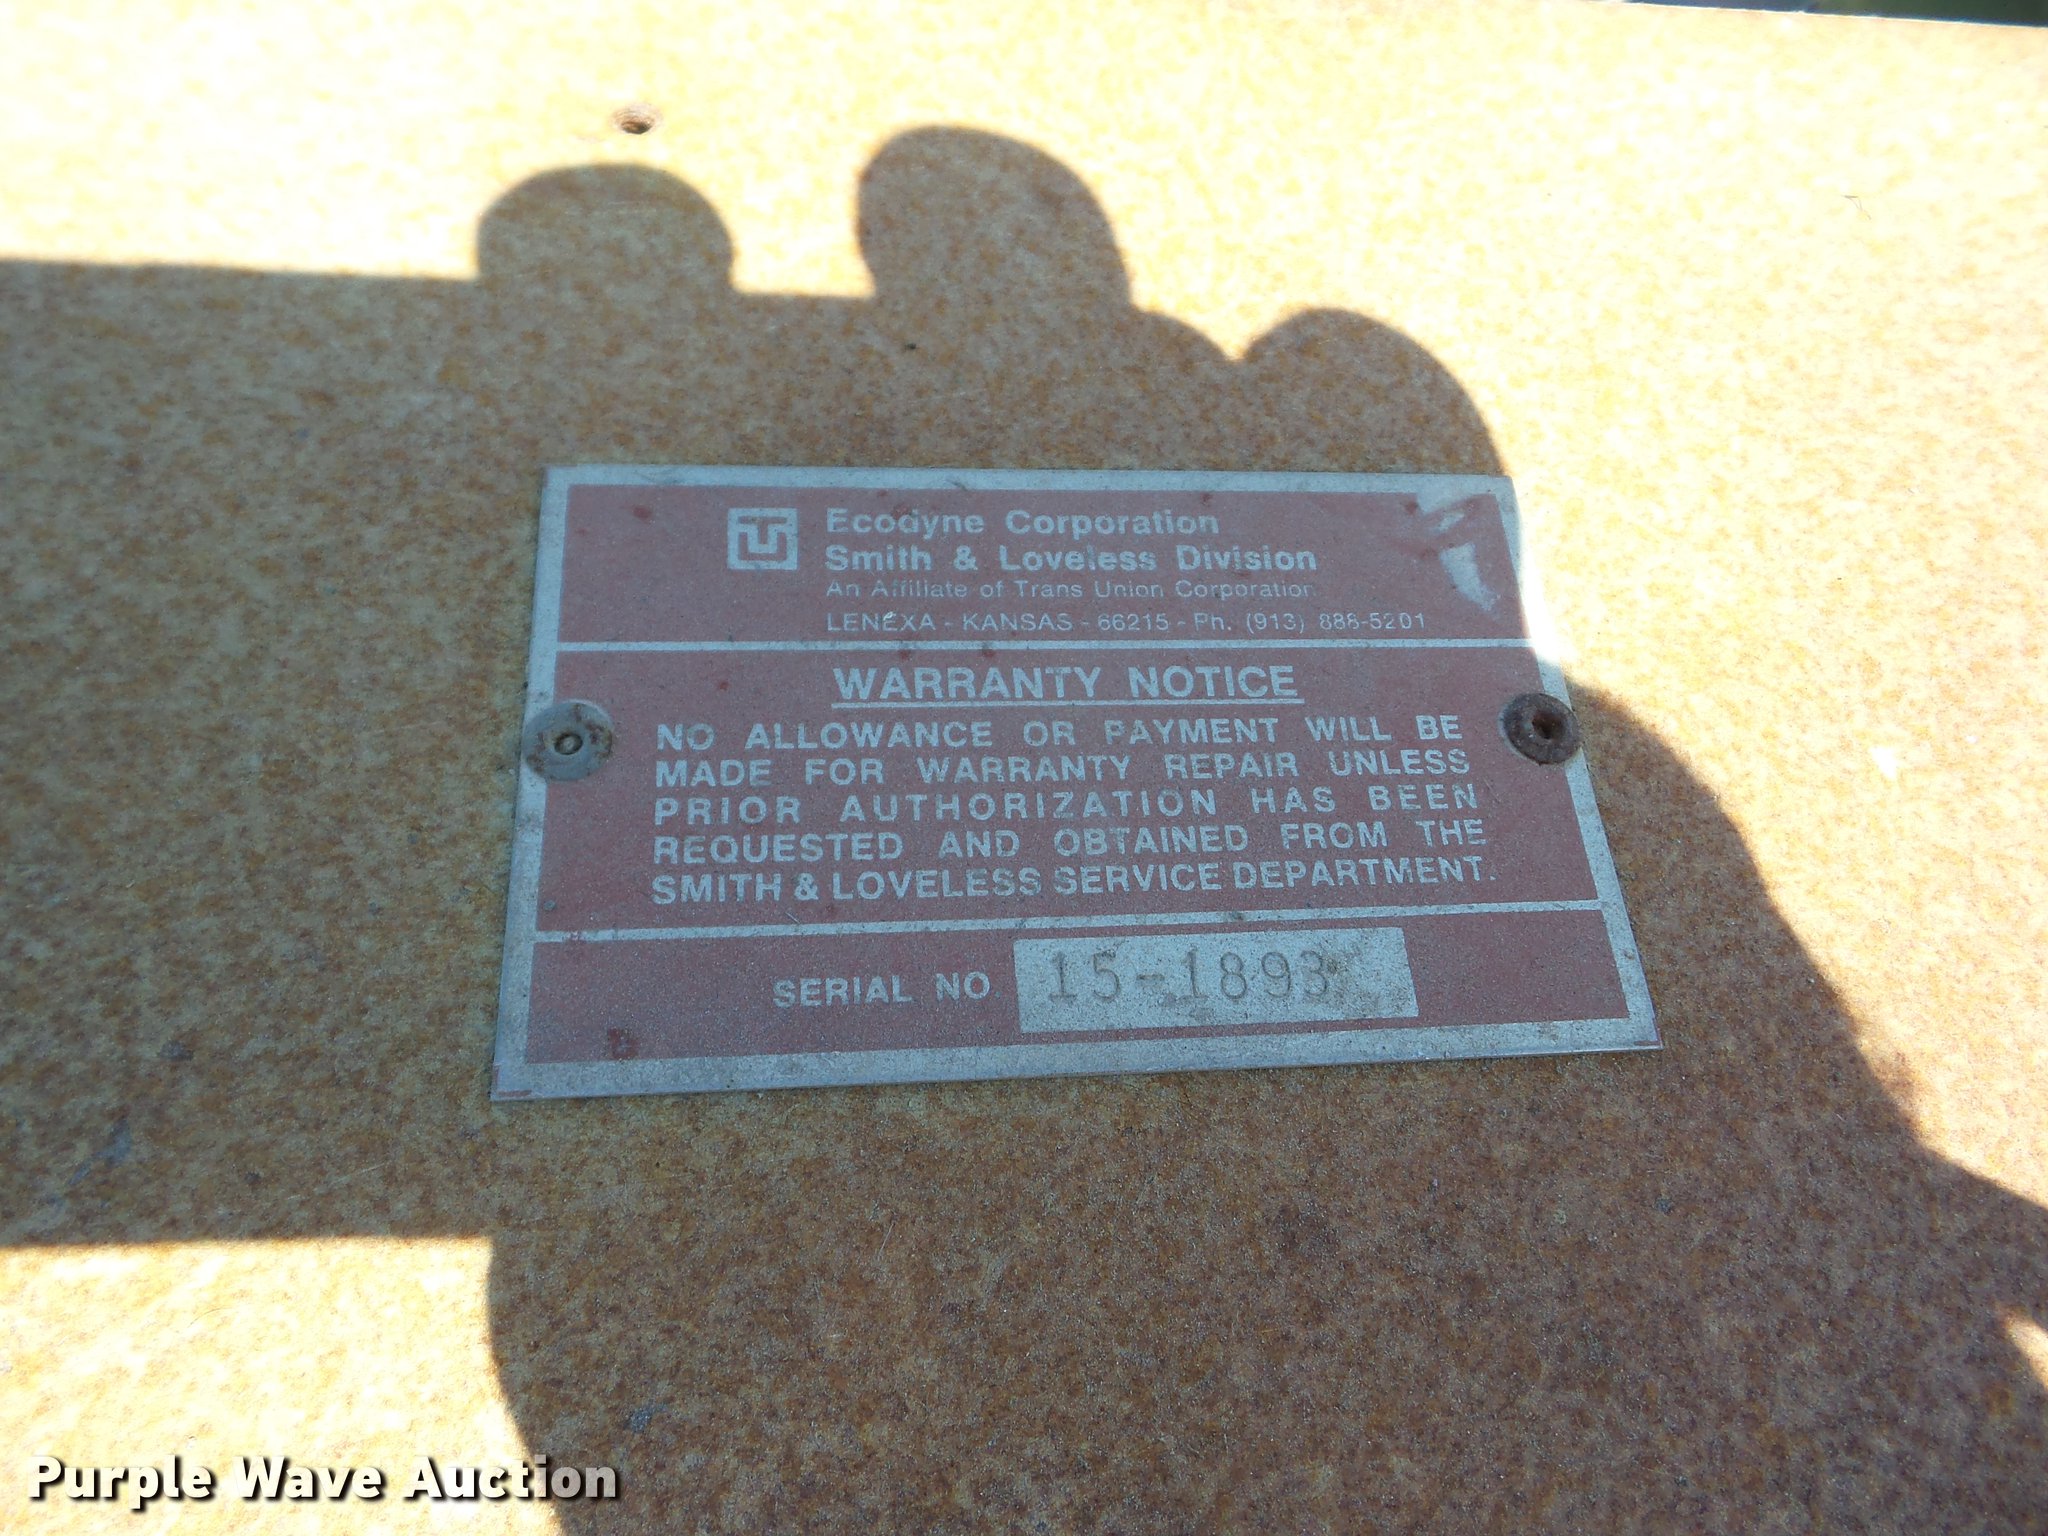 Ecodyne Corporation
Smith & Loveless Division
An Affiliate of Trans Union Corporation
LENEXA - KANSAS - 66215 - Ph. (913) 888-5201
WARRANTY NOTICE
NO ALLOWANCE OR PAYMENT WILL BE
MADE FOR WARRANTY REPAIR UNLESS
PRIOR AUTHORIZATION HAS BEEN
REQUESTED AND OBTAINED FROM THE
SMITH & LOVELESS SERVICE DEPARTMENT.
SERIAL NO 15-1893
Purple Wave Auction